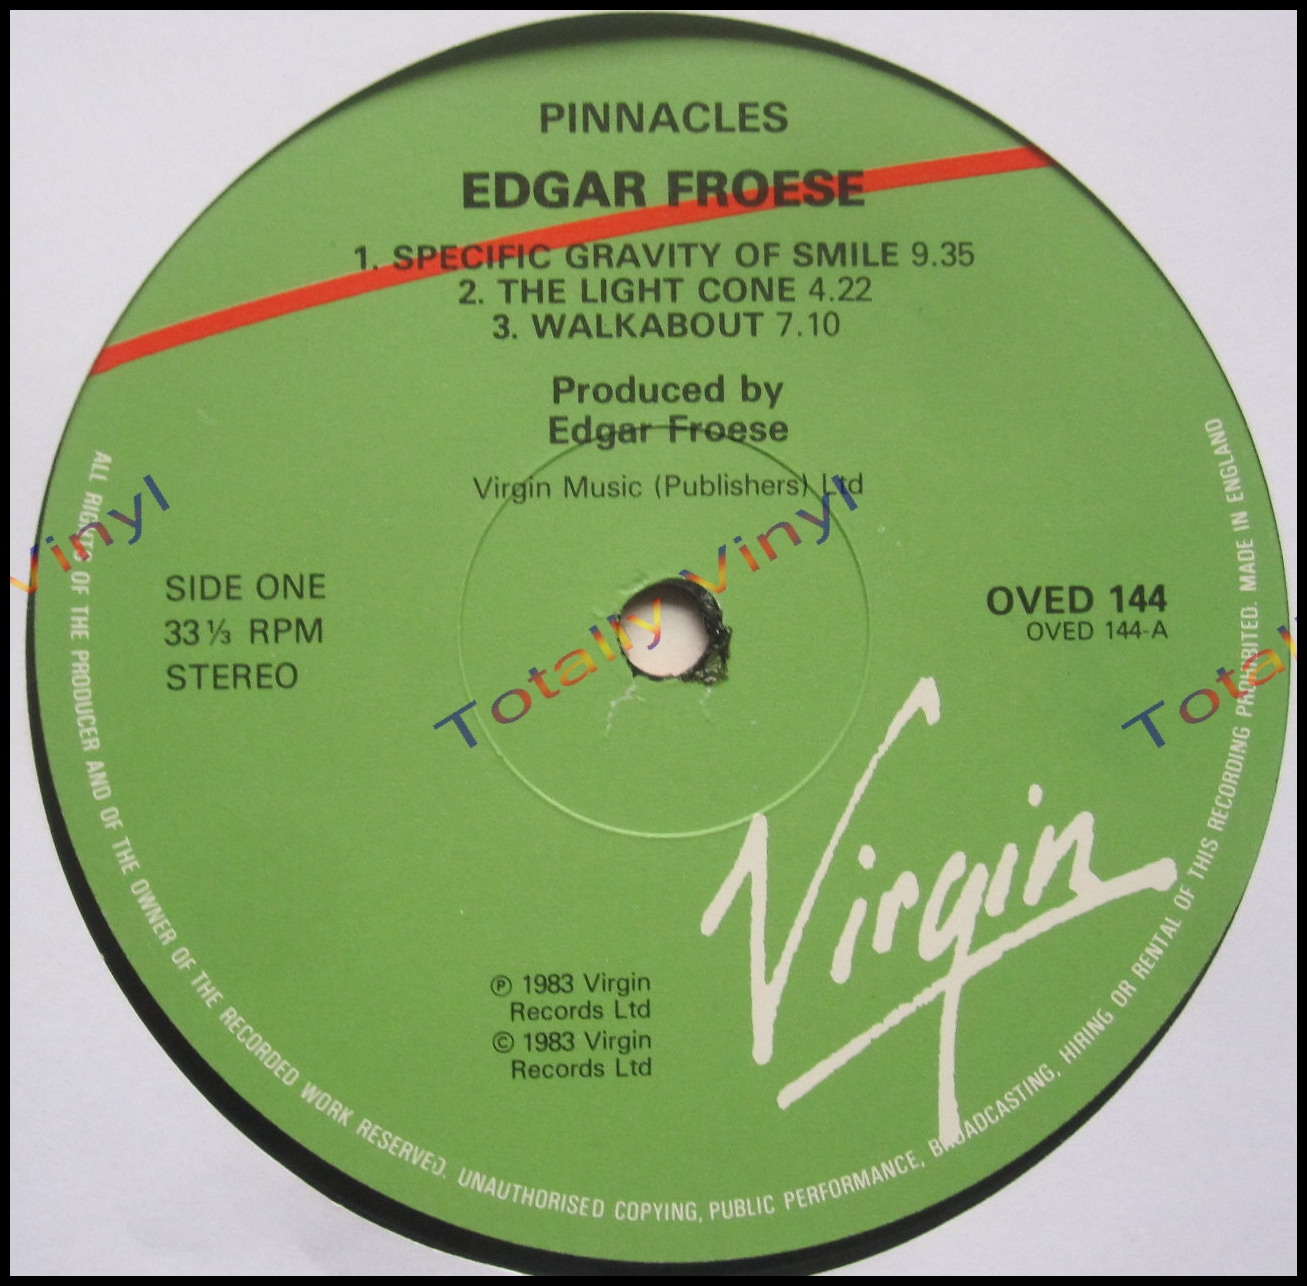 PINNACLES
EDGAR FROESE
1. SPECIFIC GRAVITY OF SMILE 9.35
2. THE LIGHT CONE 4.22
3. WALKABOUT 7.10
Produced by
Edgar Froese
Virgin Music (Publishers) Ltd
SIDE ONE
33⅓ RPM
STEREO
OVED 144
OVED 144-A
Totally Vinyl
Vinyl
Total
Virgin
℗ 1983 Virgin
Records Ltd
© 1983 Virgin
Records Ltd
ALL RIGHTS OF THE PRODUCER AND OF THE OWNER OF THE RECORDED WORK RESERVED. UNAUTHORISED COPYING, PUBLIC PERFORMANCE, BROADCASTING, HIRING OR RENTAL OF THIS RECORDING PROHIBITED. MADE IN ENGLAND